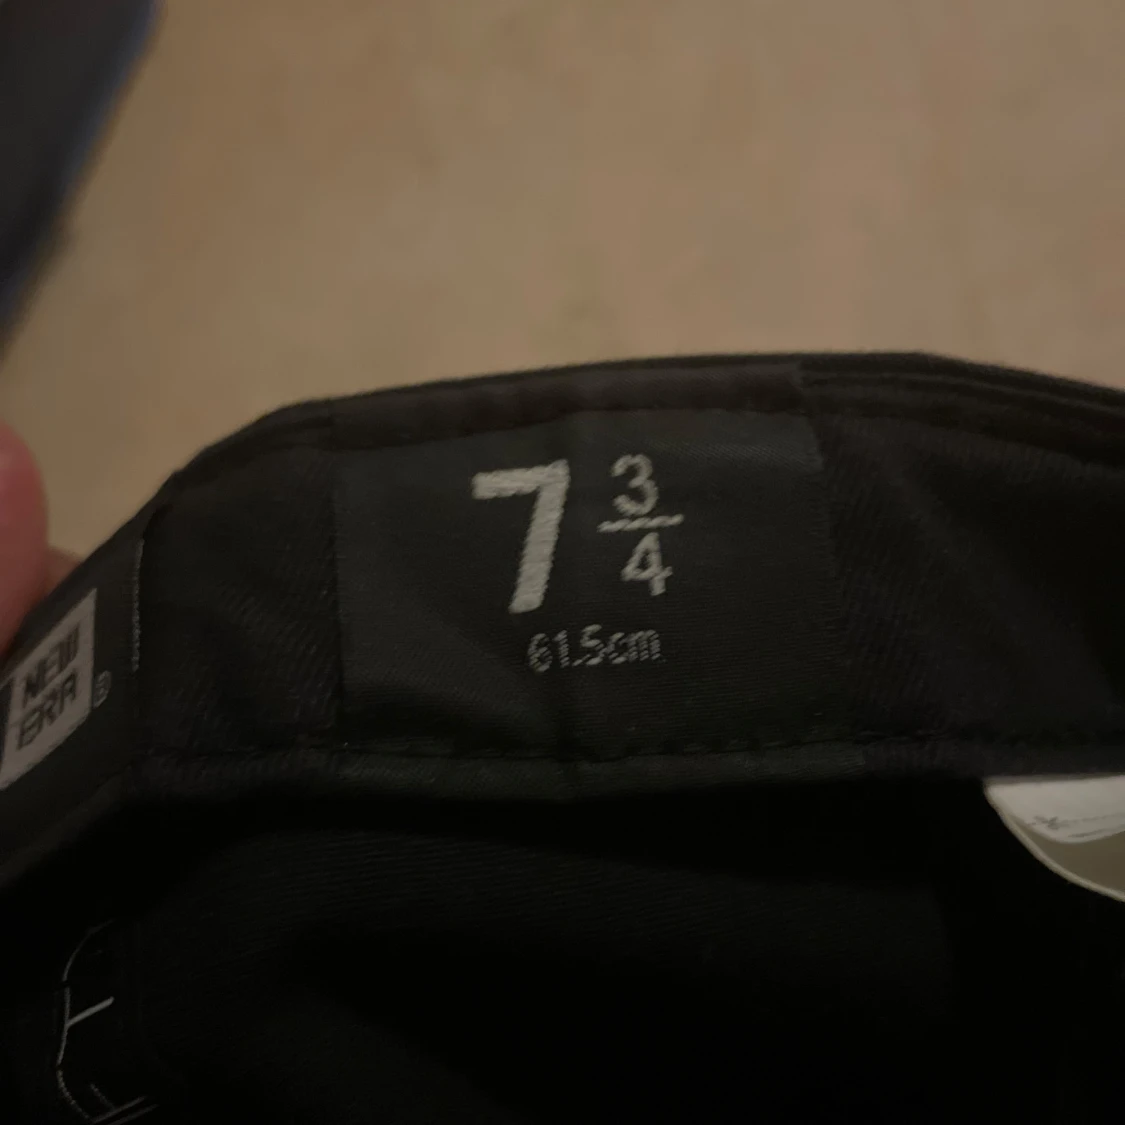 7 3/4
61.5cm
NEW
ERA